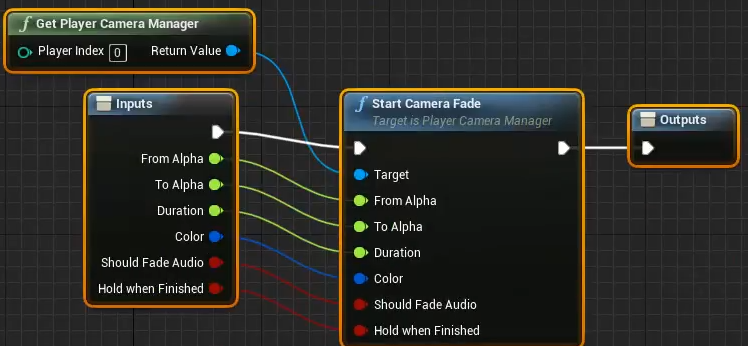 f Get Player Camera Manager
Player Index 0 Return Value
Inputs
From Alpha
To Alpha
Duration
Color
Should Fade Audio
Hold when Finished
f Start Camera Fade
Target is Player Camera Manager
Target
From Alpha
To Alpha
Duration
Color
Should Fade Audio
Hold when Finished
Outputs